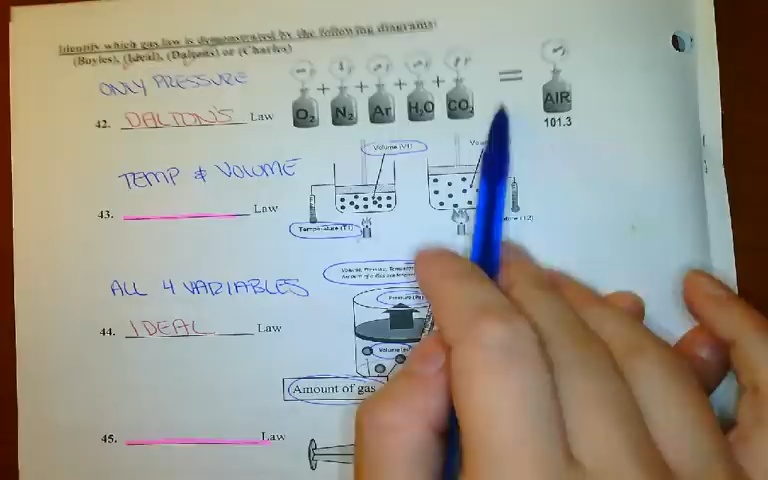 Identify which gas law is demonstrated by the following diagrams:
(Boyles), (Ideal), (Daltons) or (Charles)
ONLY PRESSURE
42. DALTON'S Law
O2 + N2 + Ar + H2O + CO2 = AIR
101.3
TEMP & VOLUME
Volume (V1)
43. Law
Temperature (T1)
ALL 4 VARIABLES
44. IDEAL Law
Amount of gas
45. Law